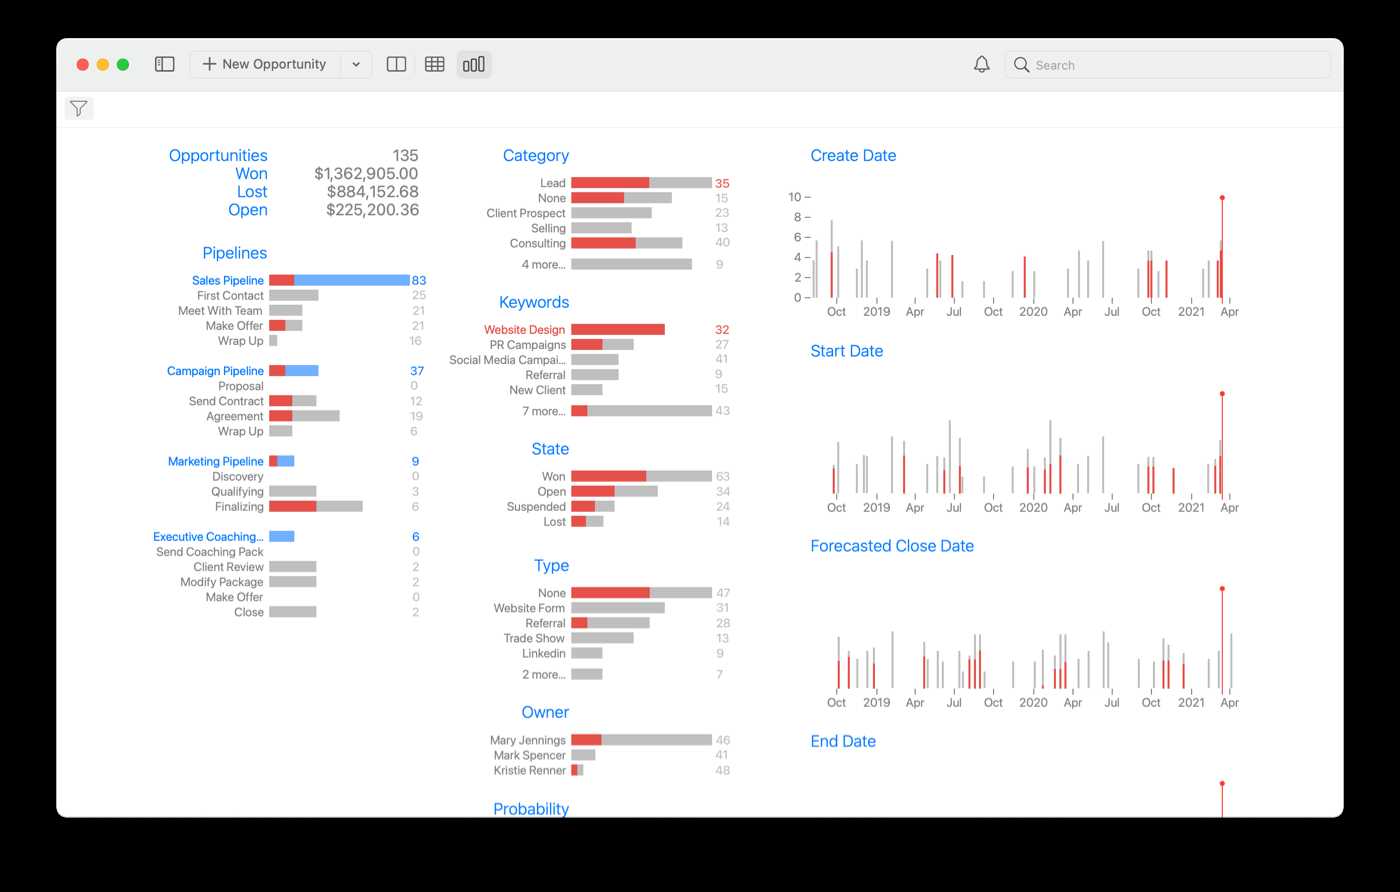 New Opportunity
Search
Opportunities 135
Won $1,362,905.00
Lost $884,152.68
Open $225,200.36
Pipelines
Sales Pipeline 83
First Contact 25
Meet With Team 21
Make Offer 21
Wrap Up 16
Campaign Pipeline 37
Proposal 0
Send Contract 12
Agreement 19
Wrap Up 6
Marketing Pipeline 9
Discovery 0
Qualifying 3
Finalizing 6
Executive Coaching... 6
Send Coaching Pack 0
Client Review 2
Modify Package 2
Make Offer 0
Close 2
Category
Lead 35
None 15
Client Prospect 23
Selling 13
Consulting 40
4 more... 9
Keywords
Website Design 32
PR Campaigns 27
Social Media Campai... 41
Referral 9
New Client 15
7 more... 43
State
Won 63
Open 34
Suspended 24
Lost 14
Type
None 47
Website Form 31
Referral 28
Trade Show 13
Linkedin 9
2 more... 7
Owner
Mary Jennings 46
Mark Spencer 41
Kristie Renner 48
Probability
Create Date
10
8
6
4
2
0
Oct 2019 Apr Jul Oct 2020 Apr Jul Oct 2021 Apr
Start Date
Oct 2019 Apr Jul Oct 2020 Apr Jul Oct 2021 Apr
Forecasted Close Date
Oct 2019 Apr Jul Oct 2020 Apr Jul Oct 2021 Apr
End Date